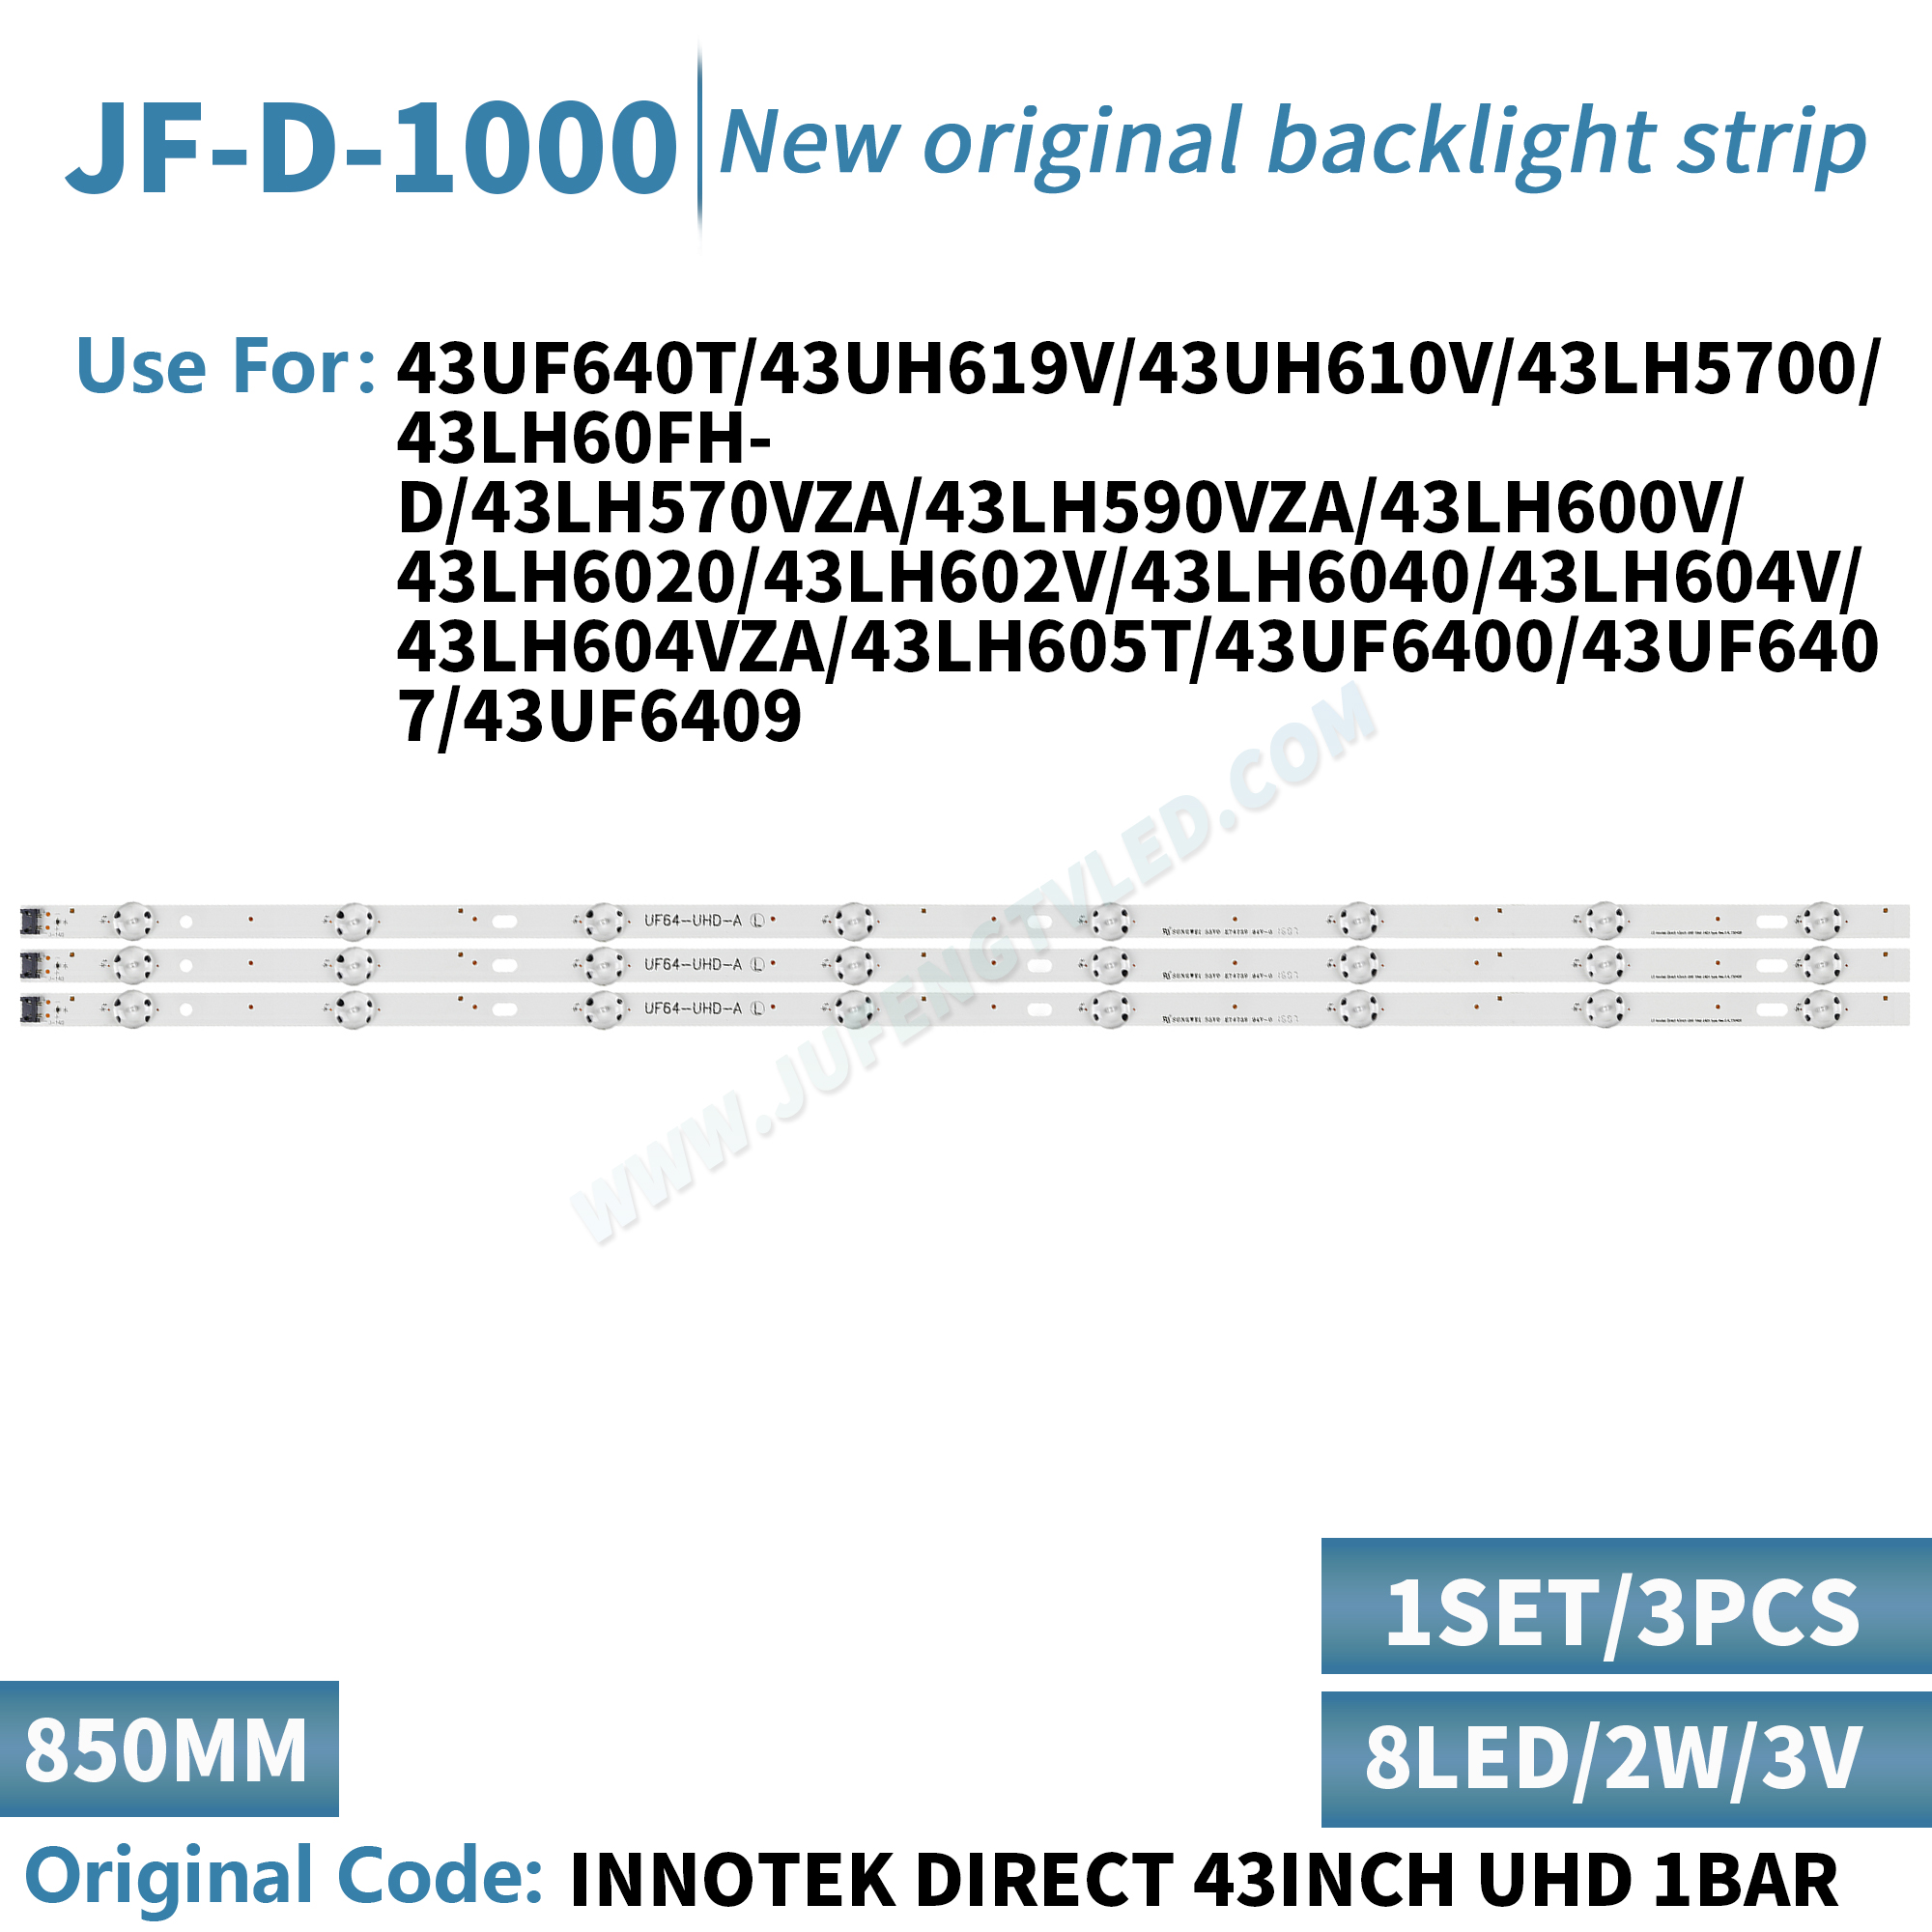 JF-D-1000
New original backlight strip
Use For:
43UF640T/43UH619V/43UH610V/43LH5700/
43LH60FH-
D/43LH570VZA/43LH590VZA/43LH600V/
43LH6020/43LH602V/43LH6040/43LH604V/
43LH604VZA/43LH605T/43UF6400/43UF640
7/43UF6409
UF64-UHD-A L
UF64-UHD-A L
UF64-UHD-A L
WWW.JUFENGTVLED.COM
1SET/3PCS
850MM
8LED/2W/3V
Original Code: INNOTEK DIRECT 43INCH UHD 1BAR